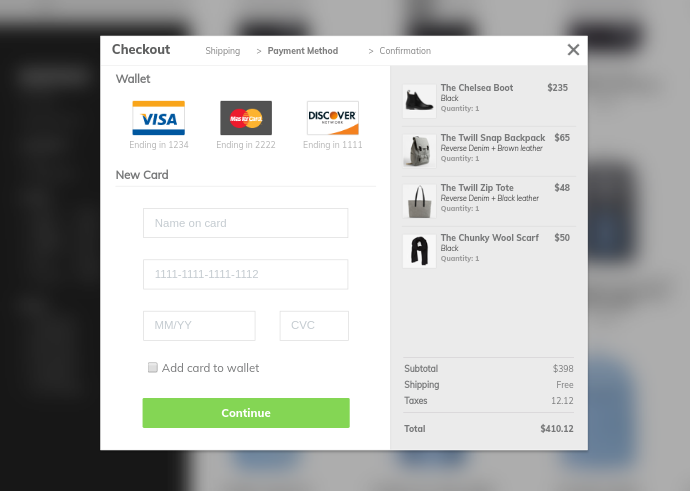 Checkout
Shipping > Payment Method > Confirmation
Wallet
VISA
MasterCard
DISCOVER
NETWORK
Ending in 1234
Ending in 2222
Ending in 1111
New Card
Name on card
1111-1111-1111-1112
MM/YY
CVC
Add card to wallet
Continue
The Chelsea Boot $235
Black
Quantity: 1
The Twill Snap Backpack $65
Reverse Denim + Brown leather
Quantity: 1
The Twill Zip Tote $48
Reverse Denim + Black leather
Quantity: 1
The Chunky Wool Scarf $50
Black
Quantity: 1
Subtotal $398
Shipping Free
Taxes 12.12
Total $410.12